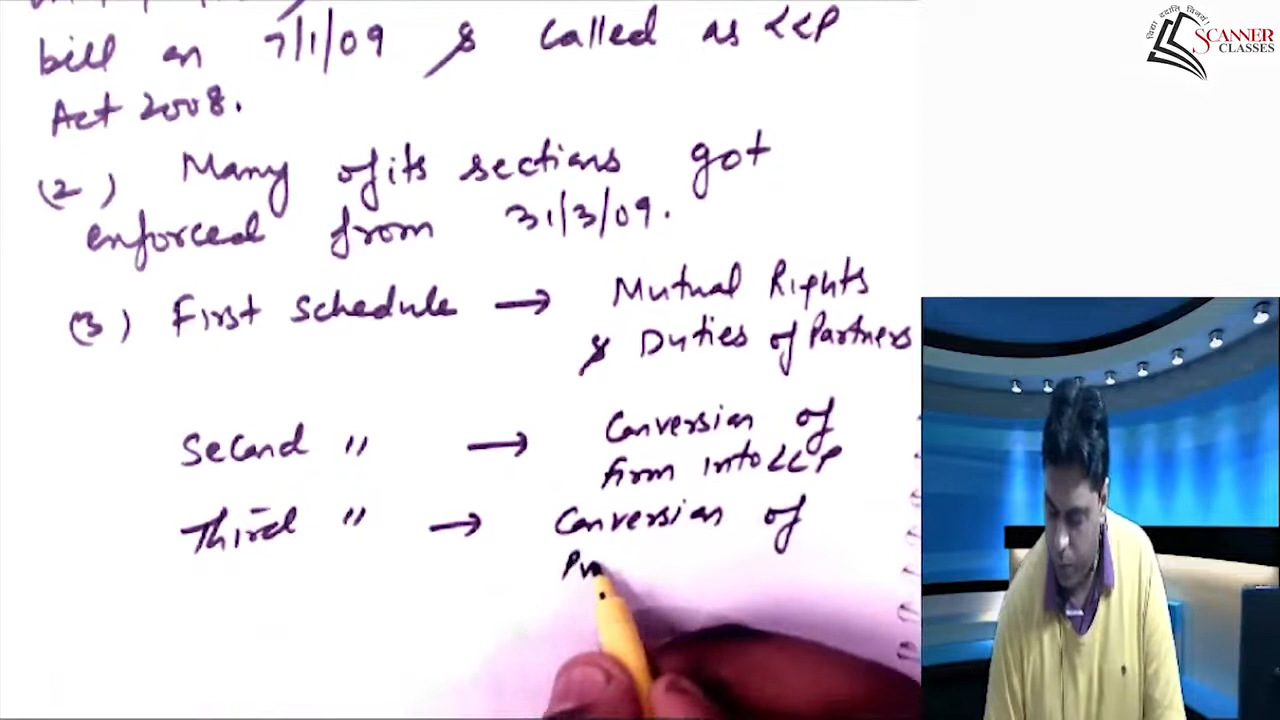 bill on 7/1/09 & called as LLP
Act 2008.
(2) Many of its sections got
enforced from 31/3/09.
(3) First Schedule → Mutual Rights
& Duties of Partners
Second " → Conversion of
firm into LLP
Third " → Conversion of
विद्या ददाति विनयं
SCANNER
CLASSES